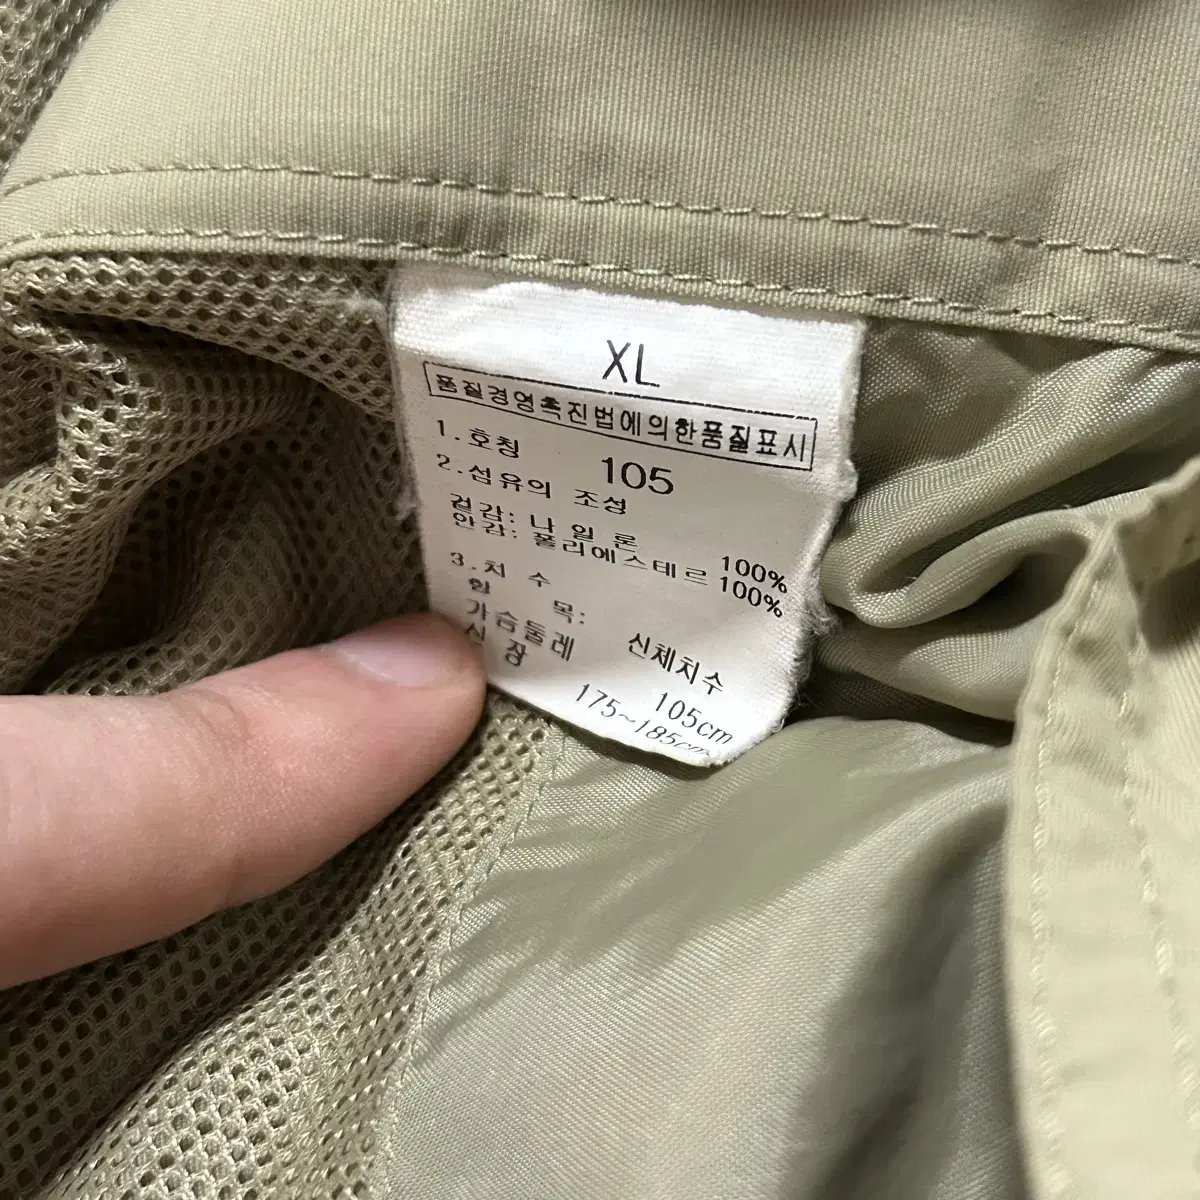 XL
품질경영촉진법에의한품질표시
1.호칭 105
2.섬유의 조성
겉감: 나 일 론 100%
안감: 폴리에스테르 100%
3.치 수
항 목: 신체치수
가슴둘레 105cm
신 장 175~185cm